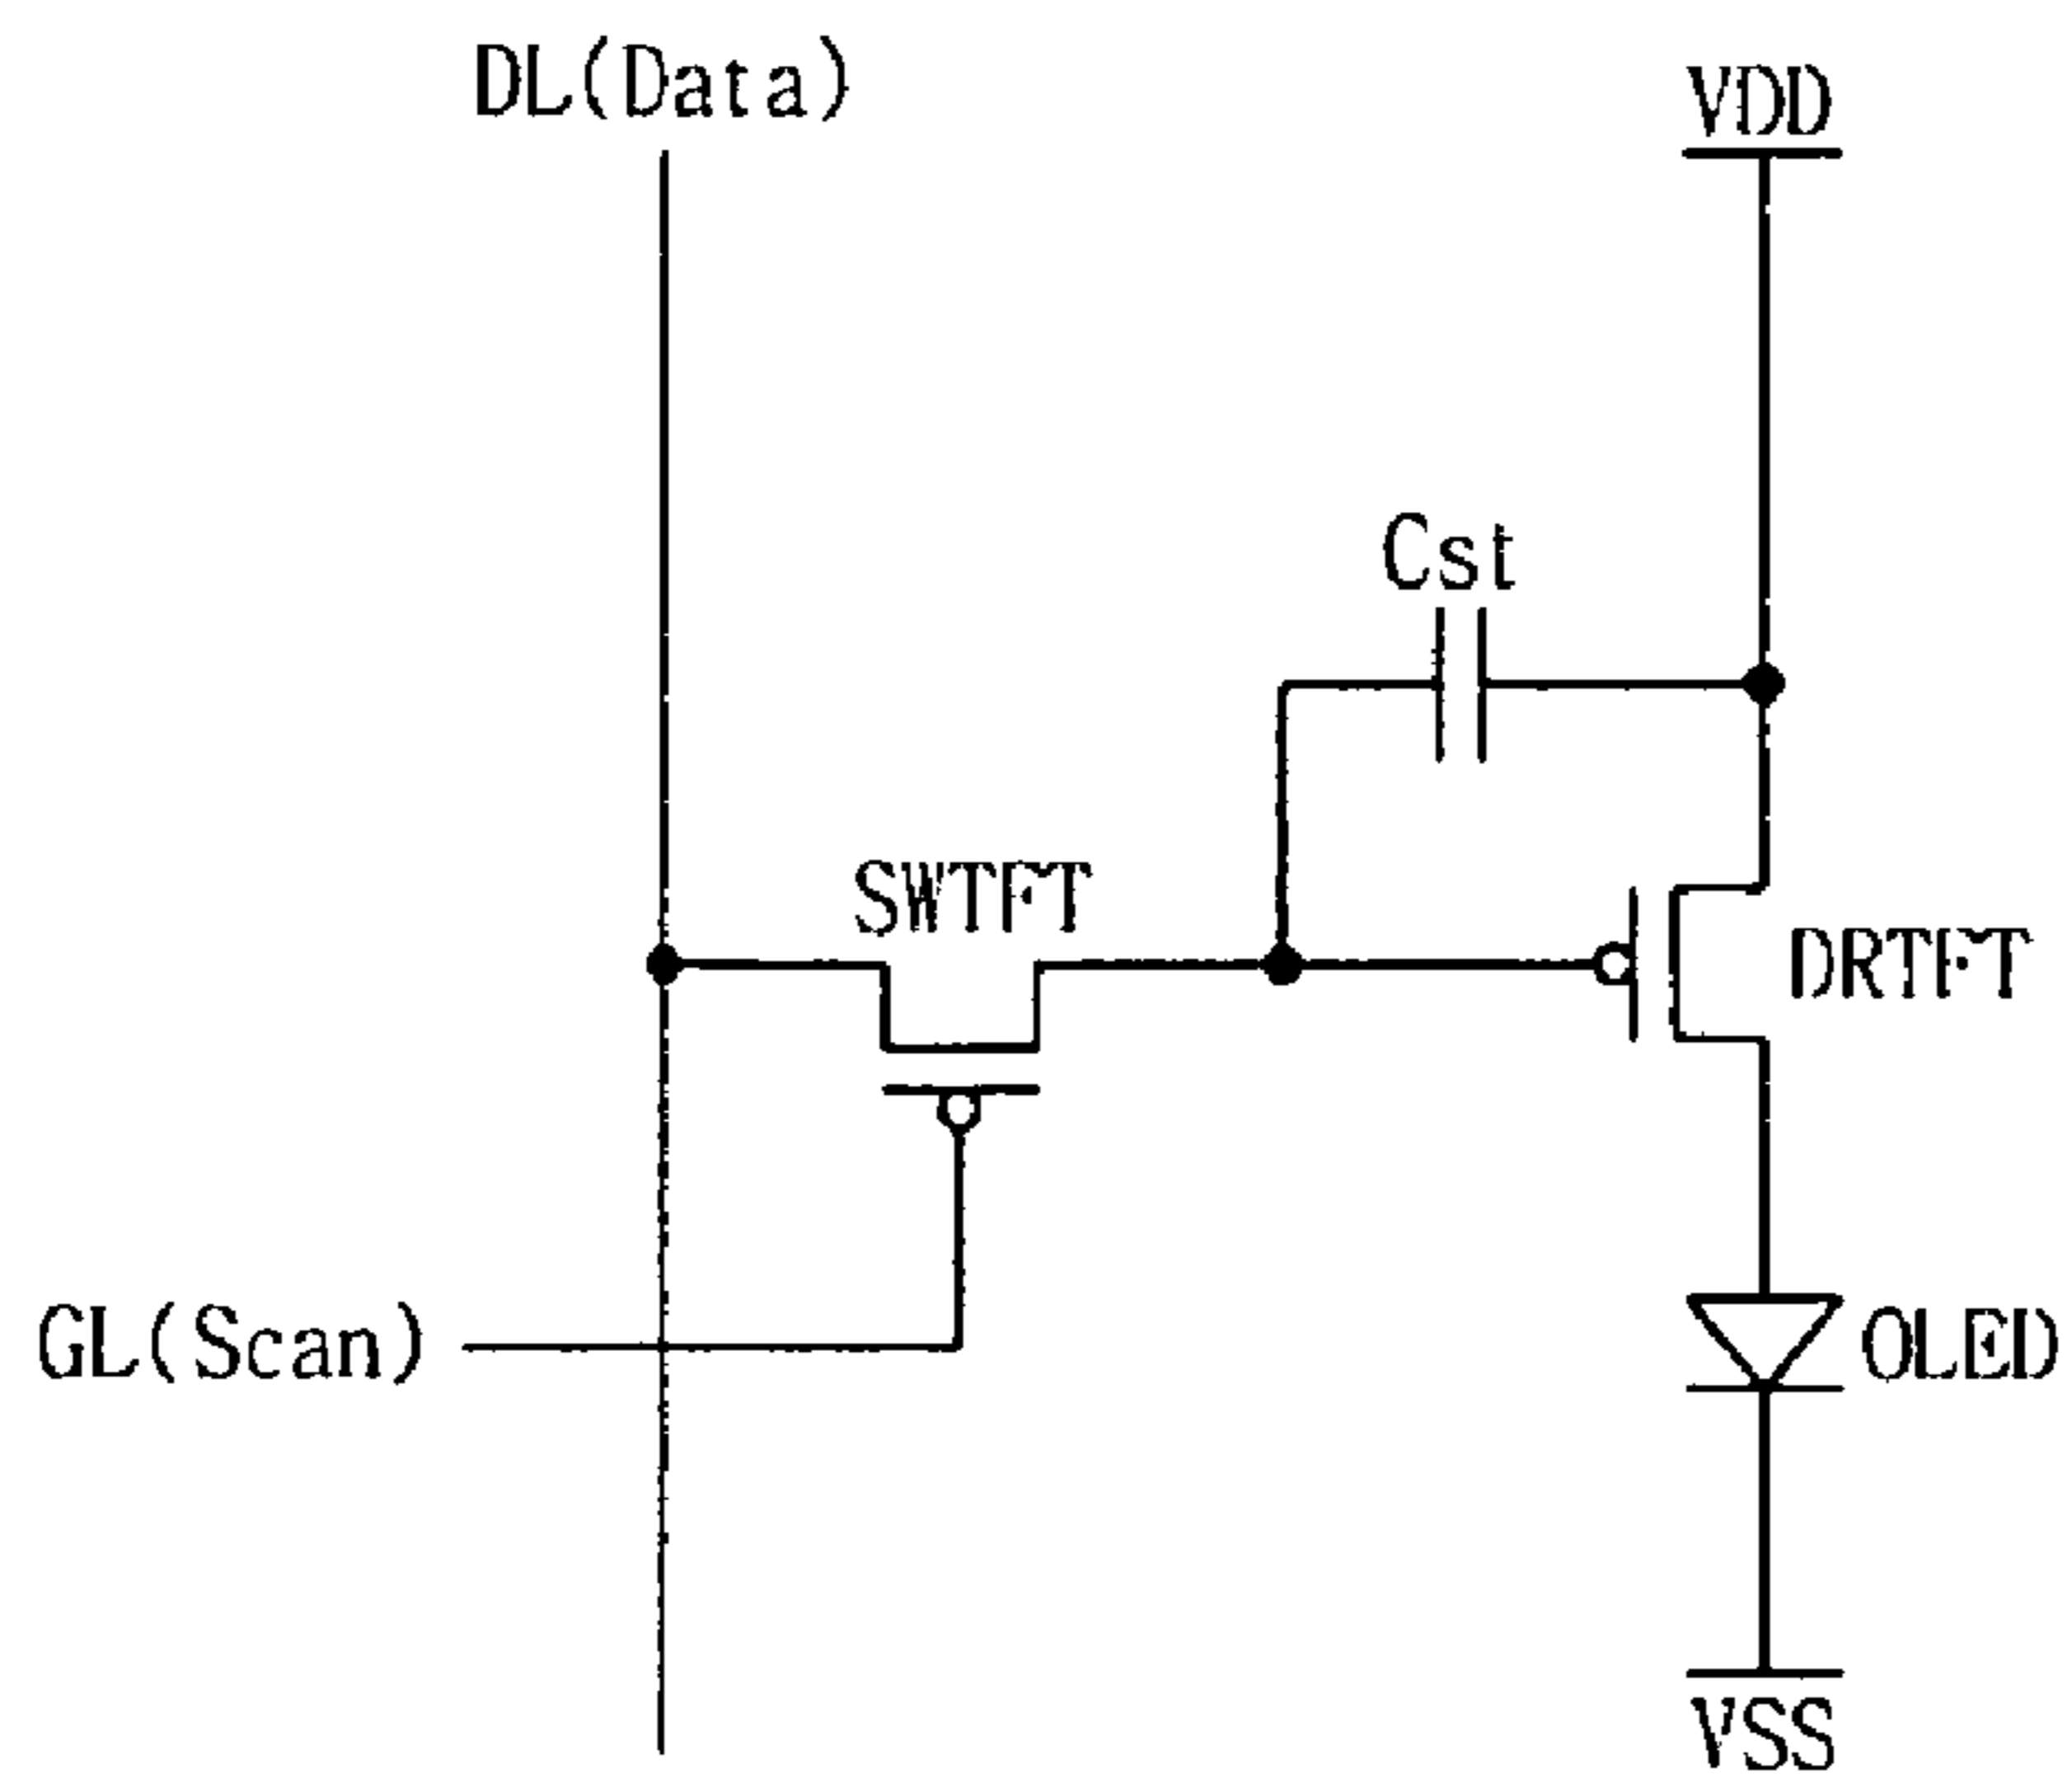 DL(Data)
VDD
Cst
SWTFT
DRTFT
GL(Scan)
OLED
VSS